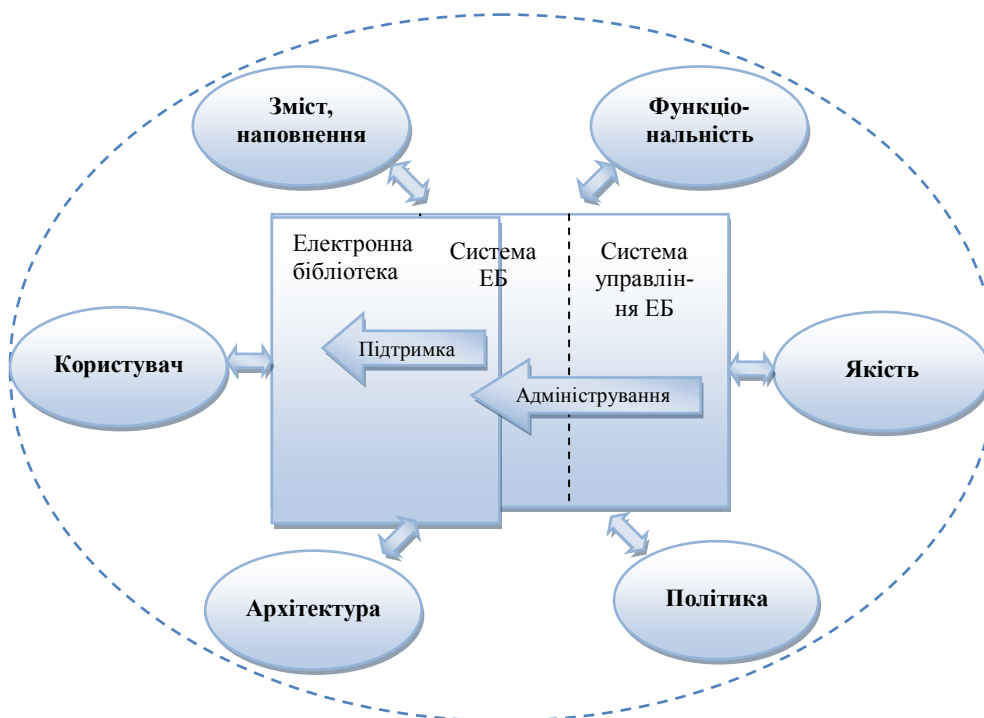 Зміст,
наповнення
Функціо-
нальність
Електронна
бібліотека
Система
ЕБ
Система
управлін-
ня ЕБ
Підтримка
Адміністрування
Користувач
Якість
Архітектура
Політика